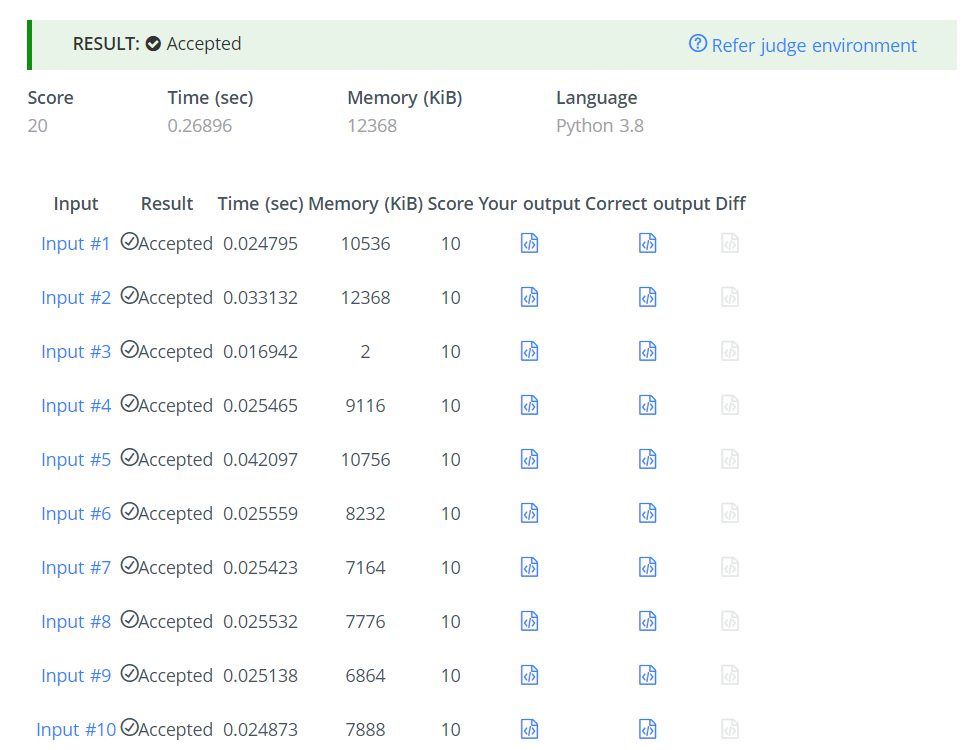 RESULT: Accepted Refer judge environment
Score Time (sec) Memory (KiB) Language
20 0.26896 12368 Python 3.8
Input Result Time (sec) Memory (KiB) Score Your output Correct output Diff
Input #1 Accepted 0.024795 10536 10
Input #2 Accepted 0.033132 12368 10
Input #3 Accepted 0.016942 2 10
Input #4 Accepted 0.025465 9116 10
Input #5 Accepted 0.042097 10756 10
Input #6 Accepted 0.025559 8232 10
Input #7 Accepted 0.025423 7164 10
Input #8 Accepted 0.025532 7776 10
Input #9 Accepted 0.025138 6864 10
Input #10 Accepted 0.024873 7888 10